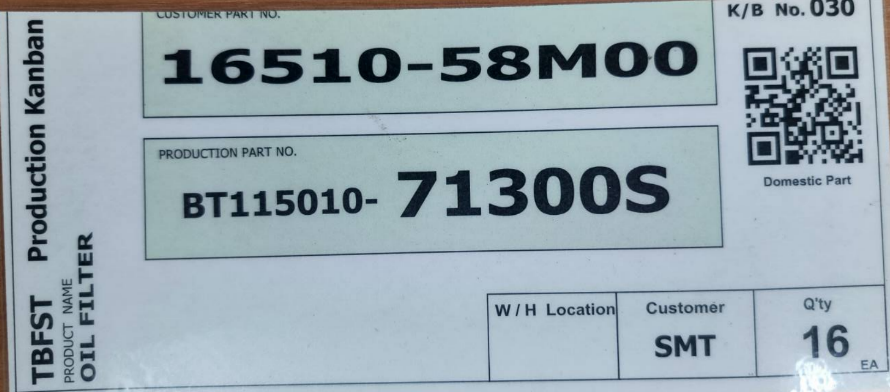 TBFST Production Kanban
PRODUCT NAME
OIL FILTER
CUSTOMER PART NO.
16510-58M00
K/B No. 030
PRODUCTION PART NO.
BT115010-71300S
Domestic Part
W/H Location
Customer
SMT
Q'ty
16
EA